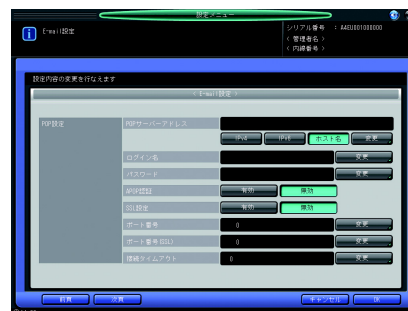 設定メニュー
E-mail設定
シリアル番号 : A4EU001000000
< 管理者名 >
< 内線番号 >
設定内容の変更を行なえます
< E-mail設定 >
POP設定
POPサーバーアドレス
IPv4 IPv6 ホスト名 変更
ログイン名 変更
パスワード 変更
APOP認証 有効 無効
SSL設定 有効 無効
ポート番号 0 変更
ポート番号(SSL) 0 変更
接続タイムアウト 0 変更
前頁 次頁 キャンセル OK